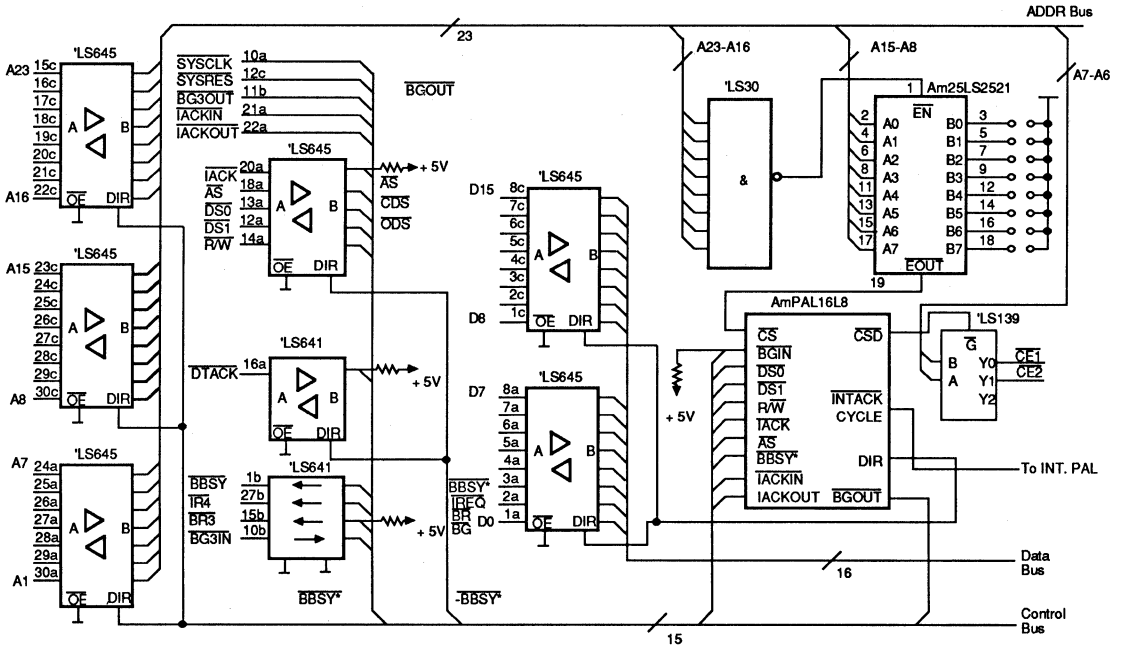 ADDR Bus
23
'LS645
A23 15c
16c
17c
18c
19c
20c
21c
A16 22c
A B
OE DIR
SYSCLK 10a
SYSRES 12c
BG3OUT 11b
IACKIN 21a
IACKOUT 22a
BGOUT
'LS645
IACK 20a
AS 18a
DS0 13a
DS1 12a
R/W 14a
A B
OE DIR
+ 5V
AS
CDS
ODS
'LS645
A15 23c
24c
25c
26c
27c
28c
29c
A8 30c
A B
OE DIR
'LS641
DTACK 16a
A B
OE DIR
+ 5V
'LS645
A7 24a
25a
26a
27a
28a
29a
A1 30a
A B
OE DIR
'LS641
BBSY 1b
IR4 27b
BR3 15b
BG3IN 10b
+ 5V
BBSY*
-BBSY*
'LS645
D15 8c
7c
6c
5c
4c
3c
2c
D8 1c
A B
OE DIR
'LS645
D7 8a
7a
6a
5a
4a
BBSY* 3a
IREQ 2a
BR
BG D0 1a
A B
OE DIR
A23-A16
'LS30
&
A15-A8
A7-A6
Am25LS2521
1
EN
2 A0 B0 3
4 A1 B1 5
6 A2 B2 7
8 A3 B3 9
11 A4 B4 12
13 A5 B5 14
15 A6 B6 16
17 A7 B7 18
EOUT
19
AmPAL16L8
CS
BGIN
DS0
DS1
R/W
IACK
AS
BBSY*
IACKIN
IACKOUT
CSD
INTACK
CYCLE
DIR
BGOUT
+ 5V
'LS139
G
B Y0 CE1
A Y1 CE2
Y2
To INT. PAL
16
Data
Bus
15
Control
Bus